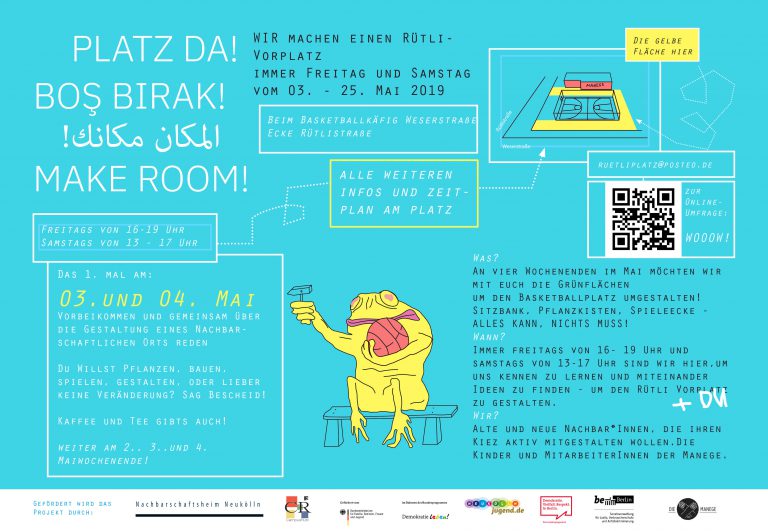 PLATZ DA!
BOŞ BIRAK!
المكان مكانك!
MAKE ROOM!
WIR machen einen Rütli-
Vorplatz
immer Freitag und Samstag
vom 03. - 25. Mai 2019
Beim Basketballkäfig Weserstraße
Ecke Rütlistraße
Alle weiteren
Infos und Zeit-
plan am Platz
Die gelbe
Fläche hier
MANEGE
Rütlistraße
Weserstraße
ruetliplatz@posteo.de
zur
Online-
Umfrage:
WOOOW!
Freitags von 16-19 Uhr
Samstags von 13 - 17 Uhr
Das 1. mal am:
03.und 04. Mai
Vorbeikommen und gemeinsam über
die Gestaltung eines Nachbar-
schaftlichen Orts reden
Du Willst Pflanzen, bauen,
spielen, gestalten, oder lieber
keine Veränderung? Sag Bescheid!
Kaffee und Tee gibts auch!
weiter am 2., 3..und 4.
Maiwochenende!
Was?
An vier Wochenenden im Mai möchten wir
mit euch die Grünflächen
um den Basketballplatz umgestalten!
Sitzbank, Pflanzkisten, Spieleecke -
alles kann, nichts muss!
Wann?
Immer freitags von 16- 19 Uhr und
samstags von 13-17 Uhr sind wir hier,um
uns kennen zu lernen und miteinander
Ideen zu finden - um den Rütli Vorplatz
zu gestalten.
+ DU
Wir?
Alte und neue Nachbar*Innen, die ihren
Kiez aktiv mitgestalten wollen.Die
Kinder und MitarbeiterInnen der Manege.
Gefördert wird das
Projekt durch:
Nachbarschaftsheim Neukölln
Demokratie leben!
jugend.de
Demokratie.
Vielfalt. Respekt.
In Berlin.
Berlin
DIE MANEGE